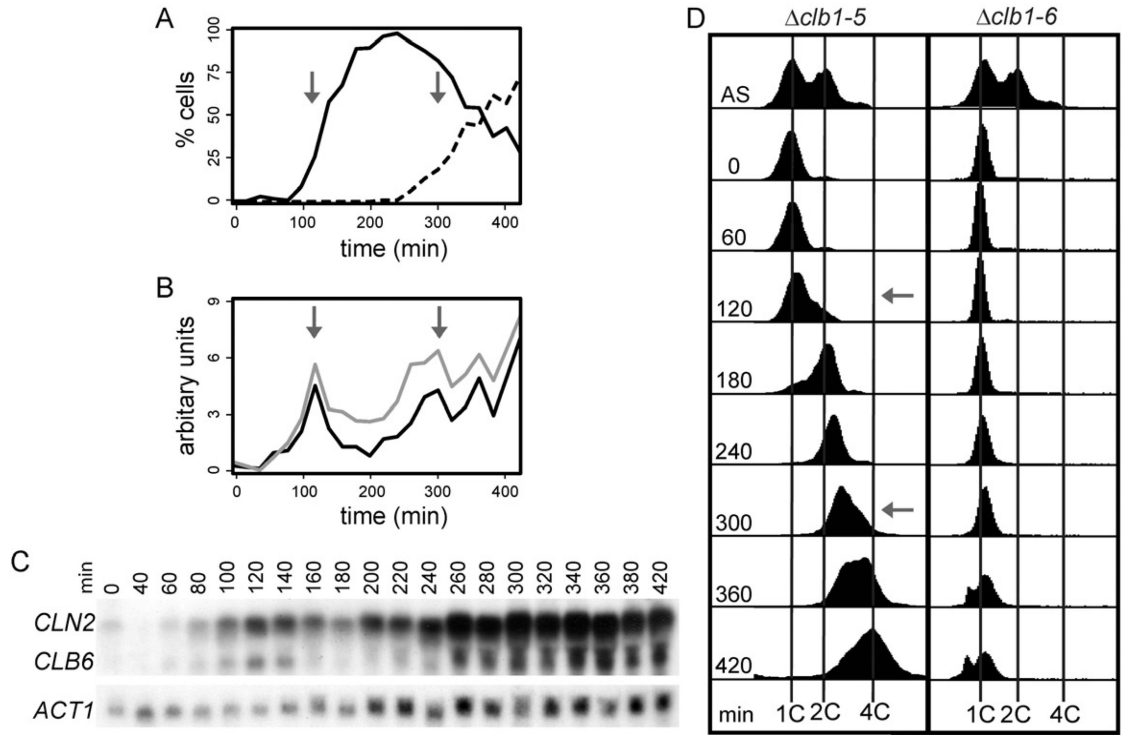 A
% cells
100
75
50
25
0
0 100 200 300 400
time (min)
B
arbitary units
9
6
3
0
0 100 200 300 400
time (min)
C
min 0 40 60 80 100 120 140 160 180 200 220 240 260 280 300 320 340 360 380 420
CLN2
CLB6
ACT1
D
Δclb1-5 Δclb1-6
AS
0
60
120
180
240
300
360
420
min 1C 2C 4C 1C 2C 4C